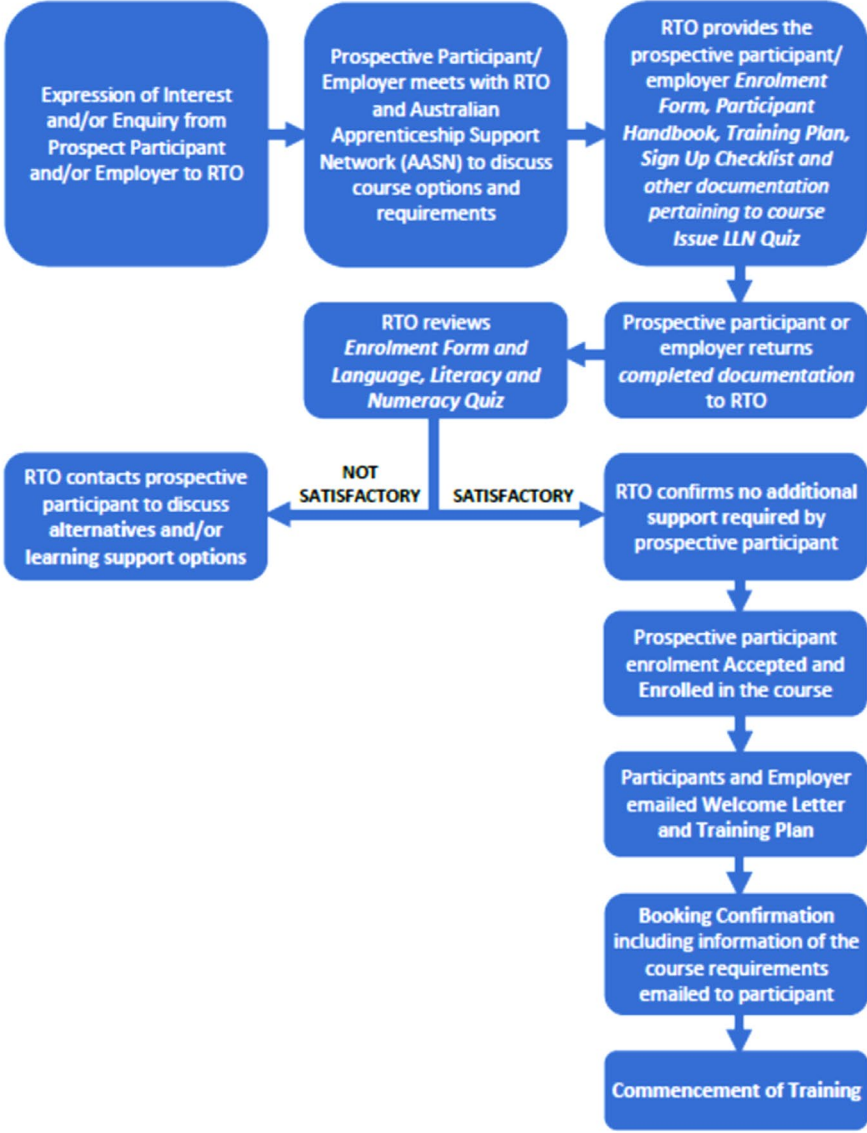 Expression of Interest
and/or Enquiry from
Prospect Participant
and/or Employer to RTO
Prospective Participant/
Employer meets with RTO
and Australian
Apprenticeship Support
Network (AASN) to discuss
course options and
requirements
RTO provides the
prospective participant/
employer Enrolment
Form, Participant
Handbook, Training Plan,
Sign Up Checklist and
other documentation
pertaining to course
Issue LLN Quiz
Prospective participant or
employer returns
completed documentation
to RTO
RTO reviews
Enrolment Form and
Language, Literacy and
Numeracy Quiz
NOT
SATISFACTORY
SATISFACTORY
RTO contacts prospective
participant to discuss
alternatives and/or
learning support options
RTO confirms no additional
support required by
prospective participant
Prospective participant
enrolment Accepted and
Enrolled in the course
Participants and Employer
emailed Welcome Letter
and Training Plan
Booking Confirmation
including information of the
course requirements
emailed to participant
Commencement of Training